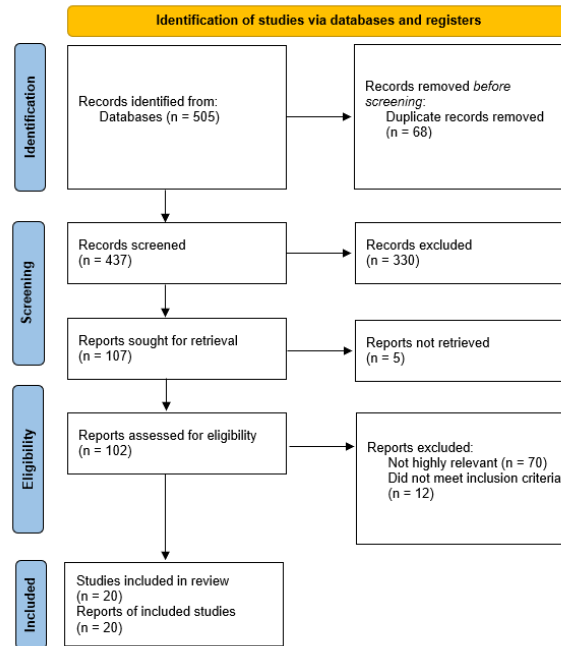 Identification of studies via databases and registers
Identification
Records identified from:
Databases (n = 505)
Records removed before
screening:
Duplicate records removed
(n = 68)
Screening
Records screened
(n = 437)
Records excluded
(n = 330)
Reports sought for retrieval
(n = 107)
Reports not retrieved
(n = 5)
Eligibility
Reports assessed for eligibility
(n = 102)
Reports excluded:
Not highly relevant (n = 70)
Did not meet inclusion criteria
(n = 12)
Included
Studies included in review
(n = 20)
Reports of included studies
(n = 20)